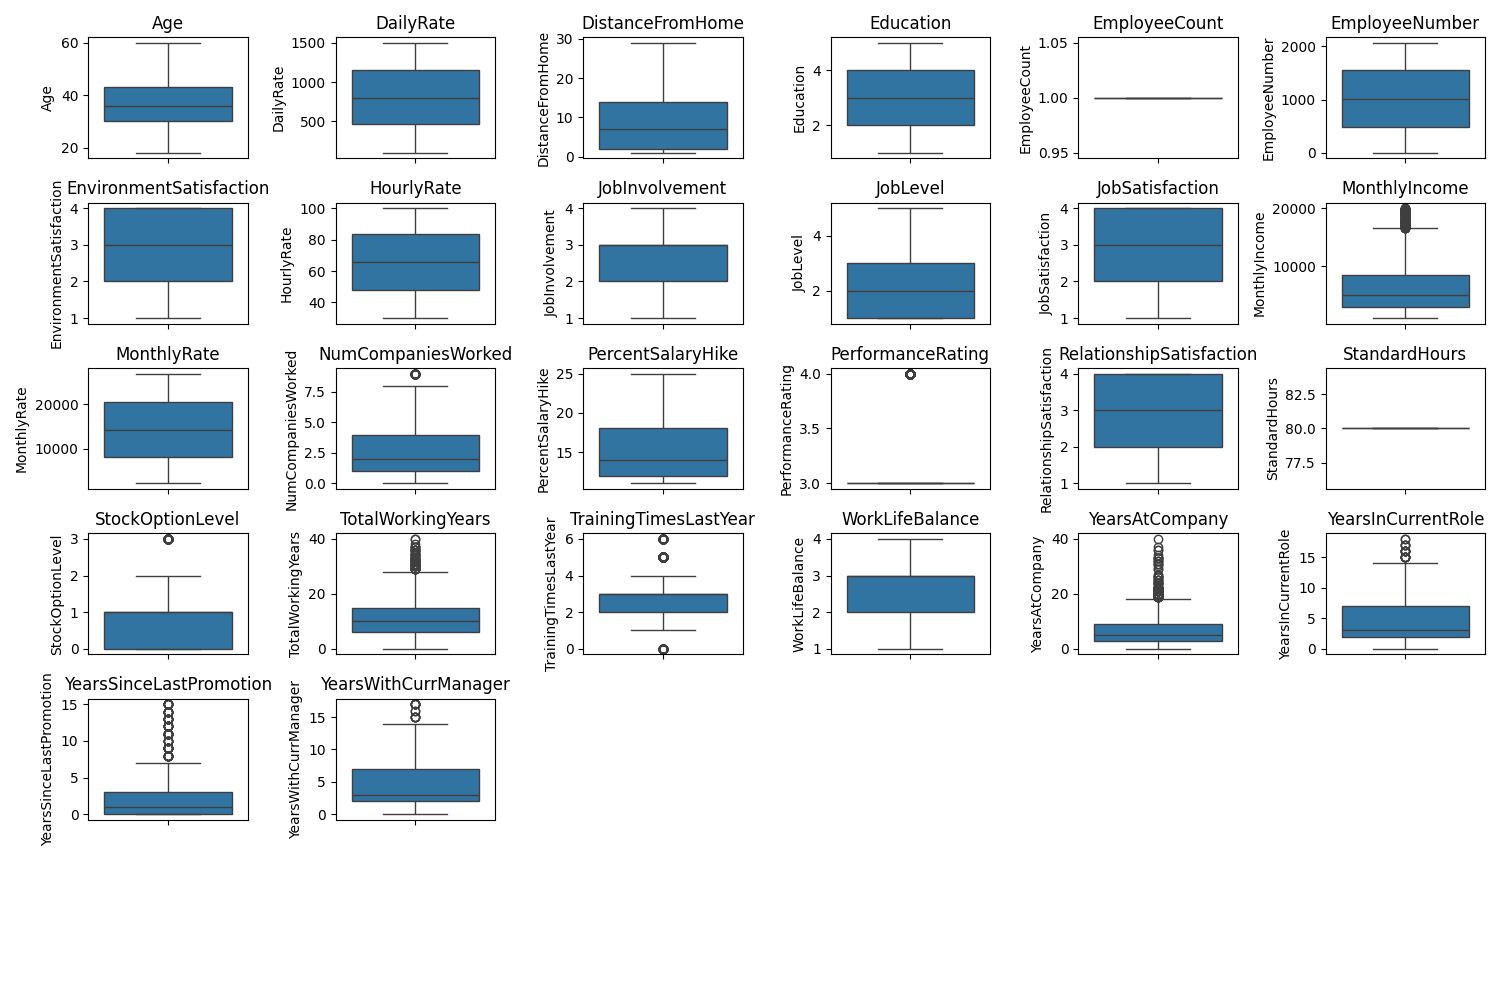 Age
DailyRate
DistanceFromHome
Education
EmployeeCount
EmployeeNumber
60
40
20
Age
1500
1000
500
DailyRate
30
20
10
0
DistanceFromHome
4
2
Education
1.05
1.00
0.95
EmployeeCount
2000
1000
0
EmployeeNumber
EnvironmentSatisfaction
HourlyRate
JobInvolvement
JobLevel
JobSatisfaction
MonthlyIncome
4
3
2
1
EnvironmentSatisfaction
100
80
60
40
HourlyRate
4
3
2
1
JobInvolvement
4
2
JobLevel
4
3
2
1
JobSatisfaction
20000
10000
MonthlyIncome
MonthlyRate
NumCompaniesWorked
PercentSalaryHike
PerformanceRating
RelationshipSatisfaction
StandardHours
20000
10000
MonthlyRate
7.5
5.0
2.5
0.0
NumCompaniesWorked
25
20
15
PercentSalaryHike
4.0
3.5
3.0
PerformanceRating
4
3
2
1
RelationshipSatisfaction
82.5
80.0
77.5
StandardHours
StockOptionLevel
TotalWorkingYears
TrainingTimesLastYear
WorkLifeBalance
YearsAtCompany
YearsInCurrentRole
3
2
1
0
StockOptionLevel
40
20
0
TotalWorkingYears
6
4
2
0
TrainingTimesLastYear
4
3
2
1
WorkLifeBalance
40
20
0
YearsAtCompany
15
10
5
0
YearsInCurrentRole
YearsSinceLastPromotion
YearsWithCurrManager
15
10
5
0
YearsSinceLastPromotion
15
10
5
0
YearsWithCurrManager